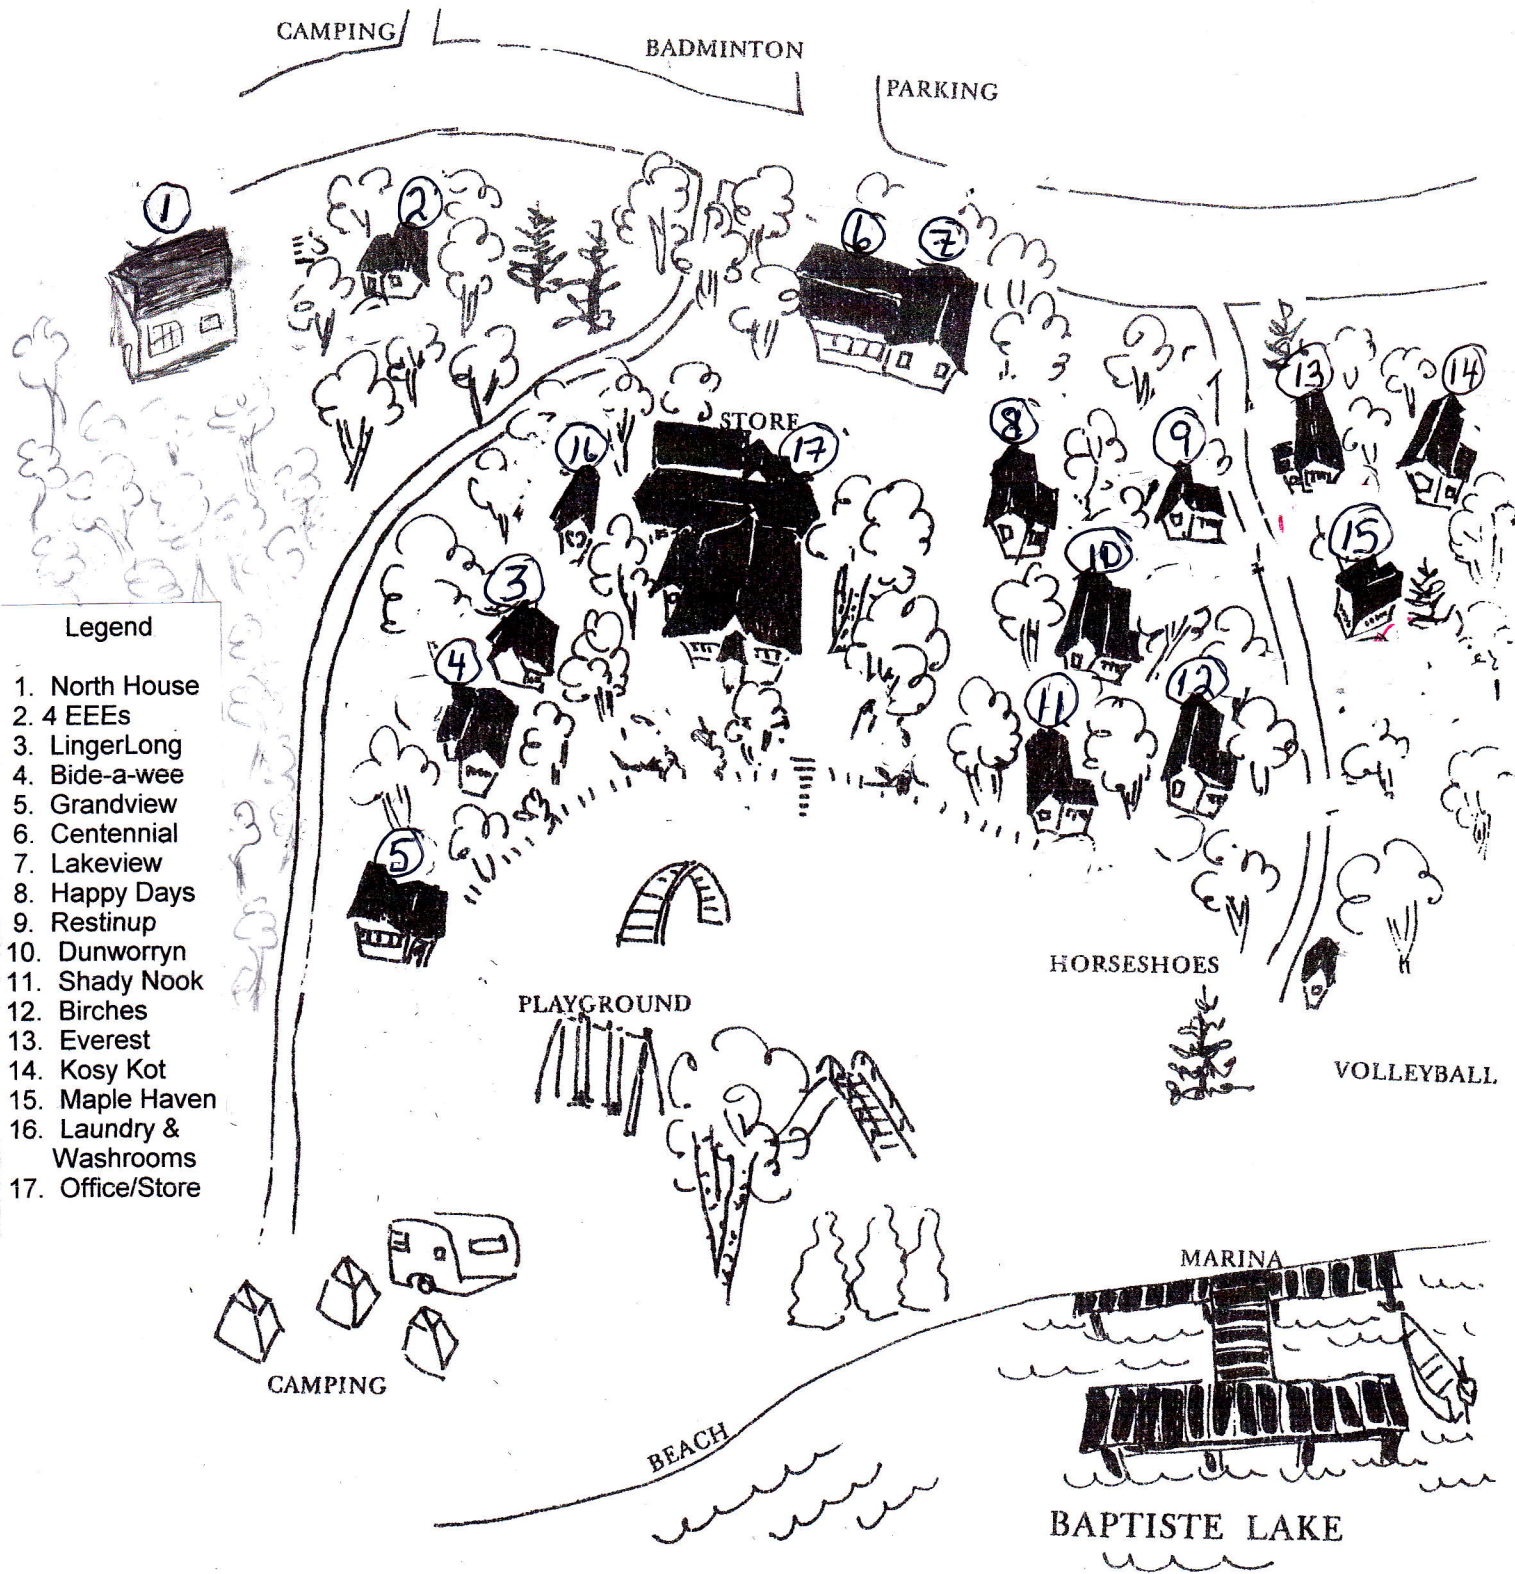 CAMPING
BADMINTON
PARKING
1
2
6
7
13
14
8
9
STORE
16
17
15
10
3
4
11
12
5
Legend
1. North House
2. 4 EEEs
3. LingerLong
4. Bide-a-wee
5. Grandview
6. Centennial
7. Lakeview
8. Happy Days
9. Restinup
10. Dunworryn
11. Shady Nook
12. Birches
13. Everest
14. Kosy Kot
15. Maple Haven
16. Laundry &
Washrooms
17. Office/Store
HORSESHOES
PLAYGROUND
VOLLEYBALL
MARINA
CAMPING
BEACH
BAPTISTE LAKE